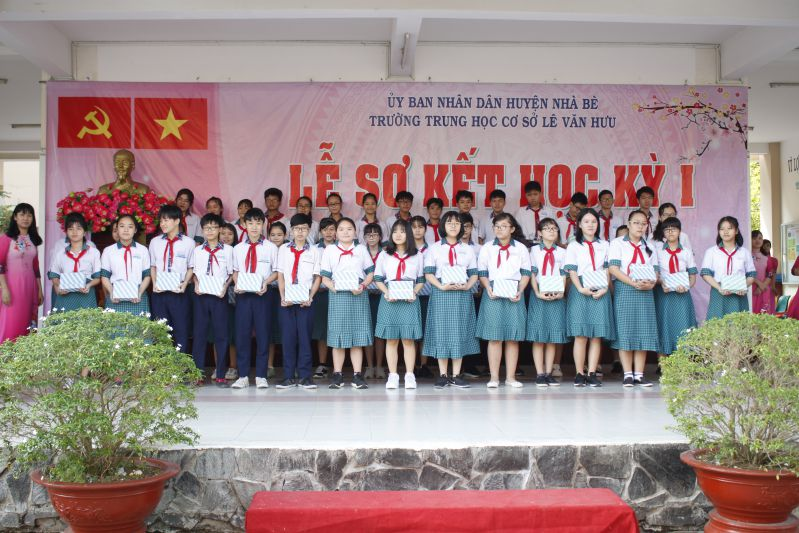 ỦY BAN NHÂN DÂN HUYỆN NHÀ BÈ
TRƯỜNG TRUNG HỌC CƠ SỞ LÊ VĂN HƯU
LỄ SƠ KẾT HỌC KỲ I